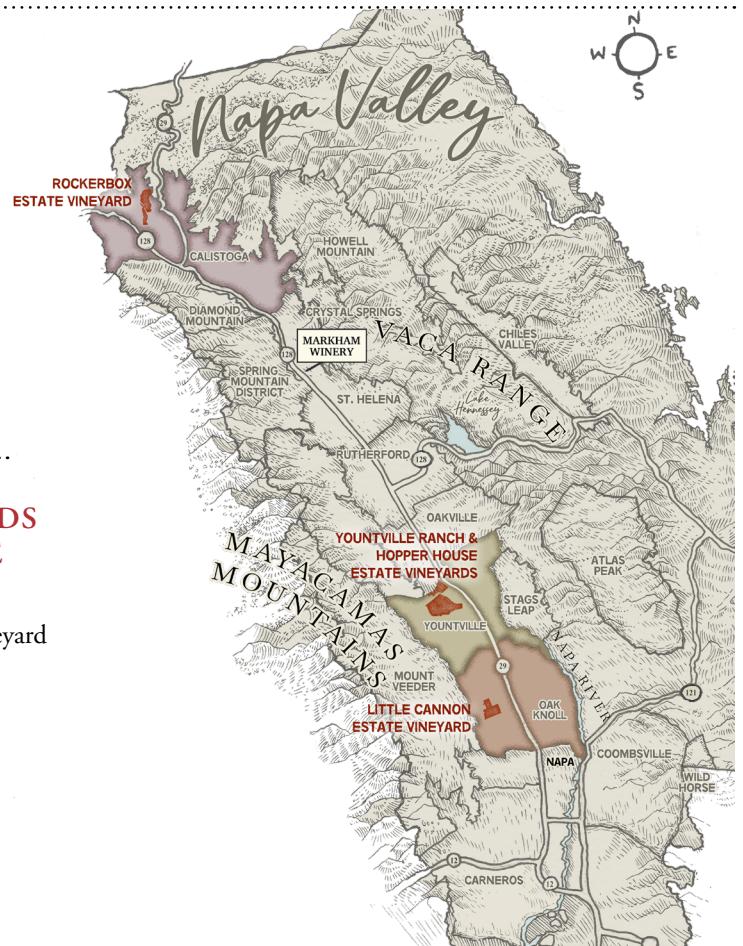 N
W E
S
Napa Valley
29
ROCKERBOX
ESTATE VINEYARD
128
CALISTOGA
HOWELL
MOUNTAIN
DIAMOND
MOUNTAIN
CRYSTAL SPRINGS
MARKHAM
WINERY
128
VACA RANGE
CHILES
VALLEY
SPRING
MOUNTAIN
DISTRICT
ST. HELENA
Lake
Hennessey
RUTHERFORD
128
..
DS
OAKVILLE
YOUNTVILLE RANCH &
HOPPER HOUSE
ESTATE VINEYARDS
MAYACAMAS
MOUNTAINS
ATLAS
PEAK
STAGS
LEAP
YOUNTVILLE
eyard
NAPA RIVER
29
MOUNT
VEEDER
121
LITTLE CANNON
ESTATE VINEYARD
OAK
KNOLL
NAPA
COOMBSVILLE
WILD
HORSE
12
CARNEROS
12